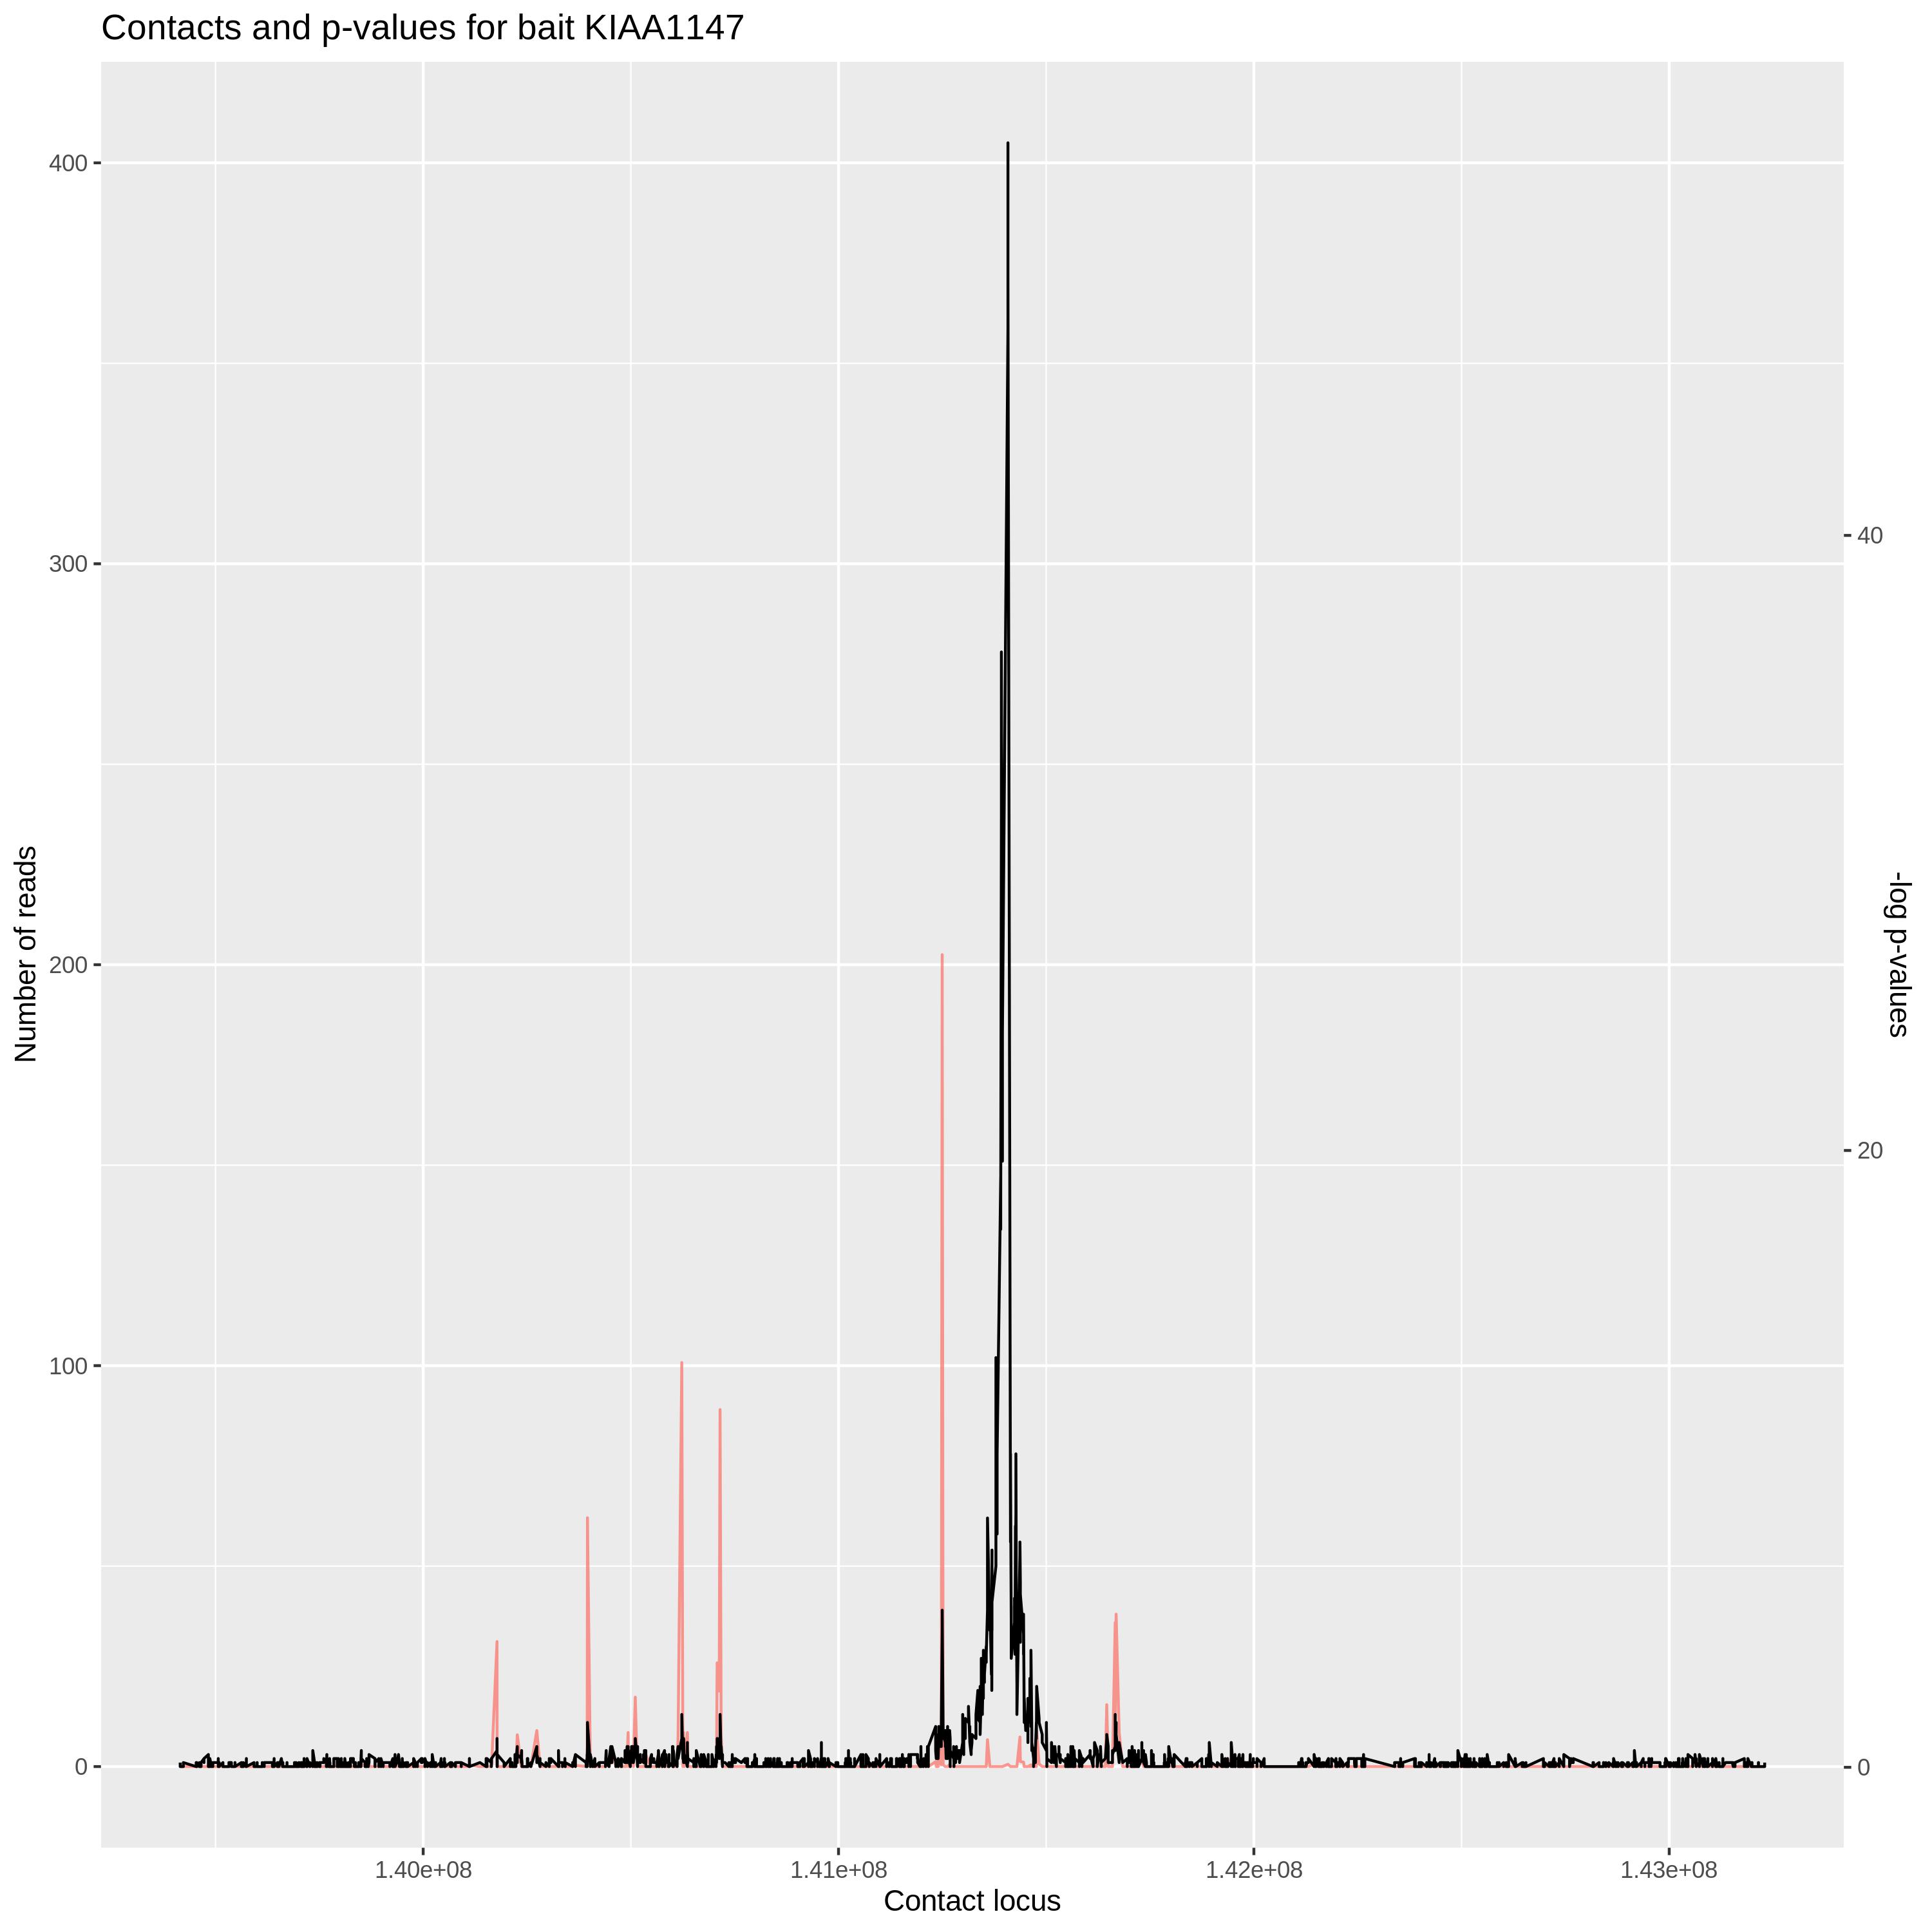 Contacts and p-values for bait KIAA1147
400
300
200
100
0
Number of reads
40
20
0
-log p-values
1.40e+08
1.41e+08
1.42e+08
1.43e+08
Contact locus